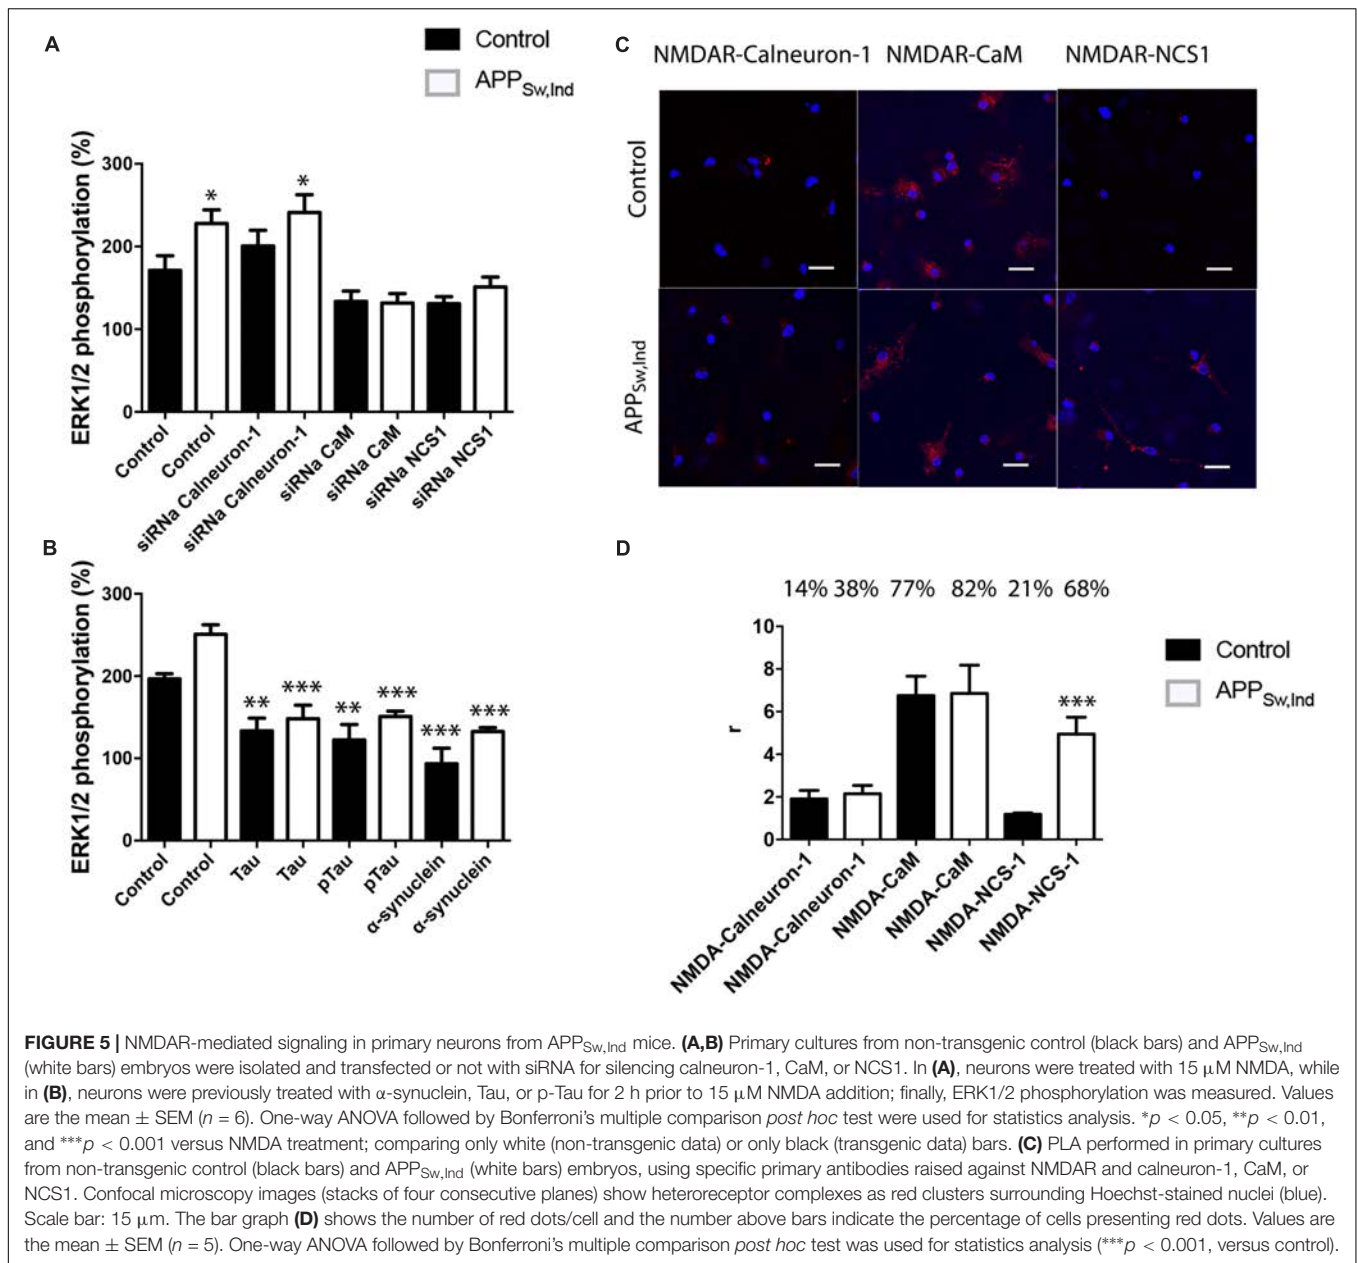 A
Control
APPSw,Ind
ERK1/2 phosphorylation (%)
300
200
100
0
*
*
Control
Control
siRNa Calneuron-1
siRNa Calneuron-1
siRNa CaM
siRNa CaM
siRNa NCS1
siRNa NCS1
B
ERK1/2 phosphorylation (%)
300
200
100
0
**
***
**
***
***
***
Control
Control
Tau
Tau
pTau
pTau
α-synuclein
α-synuclein
C
NMDAR-Calneuron-1 NMDAR-CaM NMDAR-NCS1
Control
APPSw,Ind
D
14% 38% 77% 82% 21% 68%
r
10
8
6
4
2
0
***
NMDA-Calneuron-1
NMDA-Calneuron-1
NMDA-CaM
NMDA-CaM
NMDA-NCS-1
NMDA-NCS-1
Control
APPSw,Ind
FIGURE 5 | NMDAR-mediated signaling in primary neurons from APPSw,Ind mice. (A,B) Primary cultures from non-transgenic control (black bars) and APPSw,Ind
(white bars) embryos were isolated and transfected or not with siRNA for silencing calneuron-1, CaM, or NCS1. In (A), neurons were treated with 15 μM NMDA, while
in (B), neurons were previously treated with α-synuclein, Tau, or p-Tau for 2 h prior to 15 μM NMDA addition; finally, ERK1/2 phosphorylation was measured. Values
are the mean ± SEM (n = 6). One-way ANOVA followed by Bonferroni's multiple comparison post hoc test were used for statistics analysis. *p < 0.05, **p < 0.01,
and ***p < 0.001 versus NMDA treatment; comparing only white (non-transgenic data) or only black (transgenic data) bars. (C) PLA performed in primary cultures
from non-transgenic control (black bars) and APPSw,Ind (white bars) embryos, using specific primary antibodies raised against NMDAR and calneuron-1, CaM, or
NCS1. Confocal microscopy images (stacks of four consecutive planes) show heteroreceptor complexes as red clusters surrounding Hoechst-stained nuclei (blue).
Scale bar: 15 μm. The bar graph (D) shows the number of red dots/cell and the number above bars indicate the percentage of cells presenting red dots. Values are
the mean ± SEM (n = 5). One-way ANOVA followed by Bonferroni's multiple comparison post hoc test was used for statistics analysis (***p < 0.001, versus control).